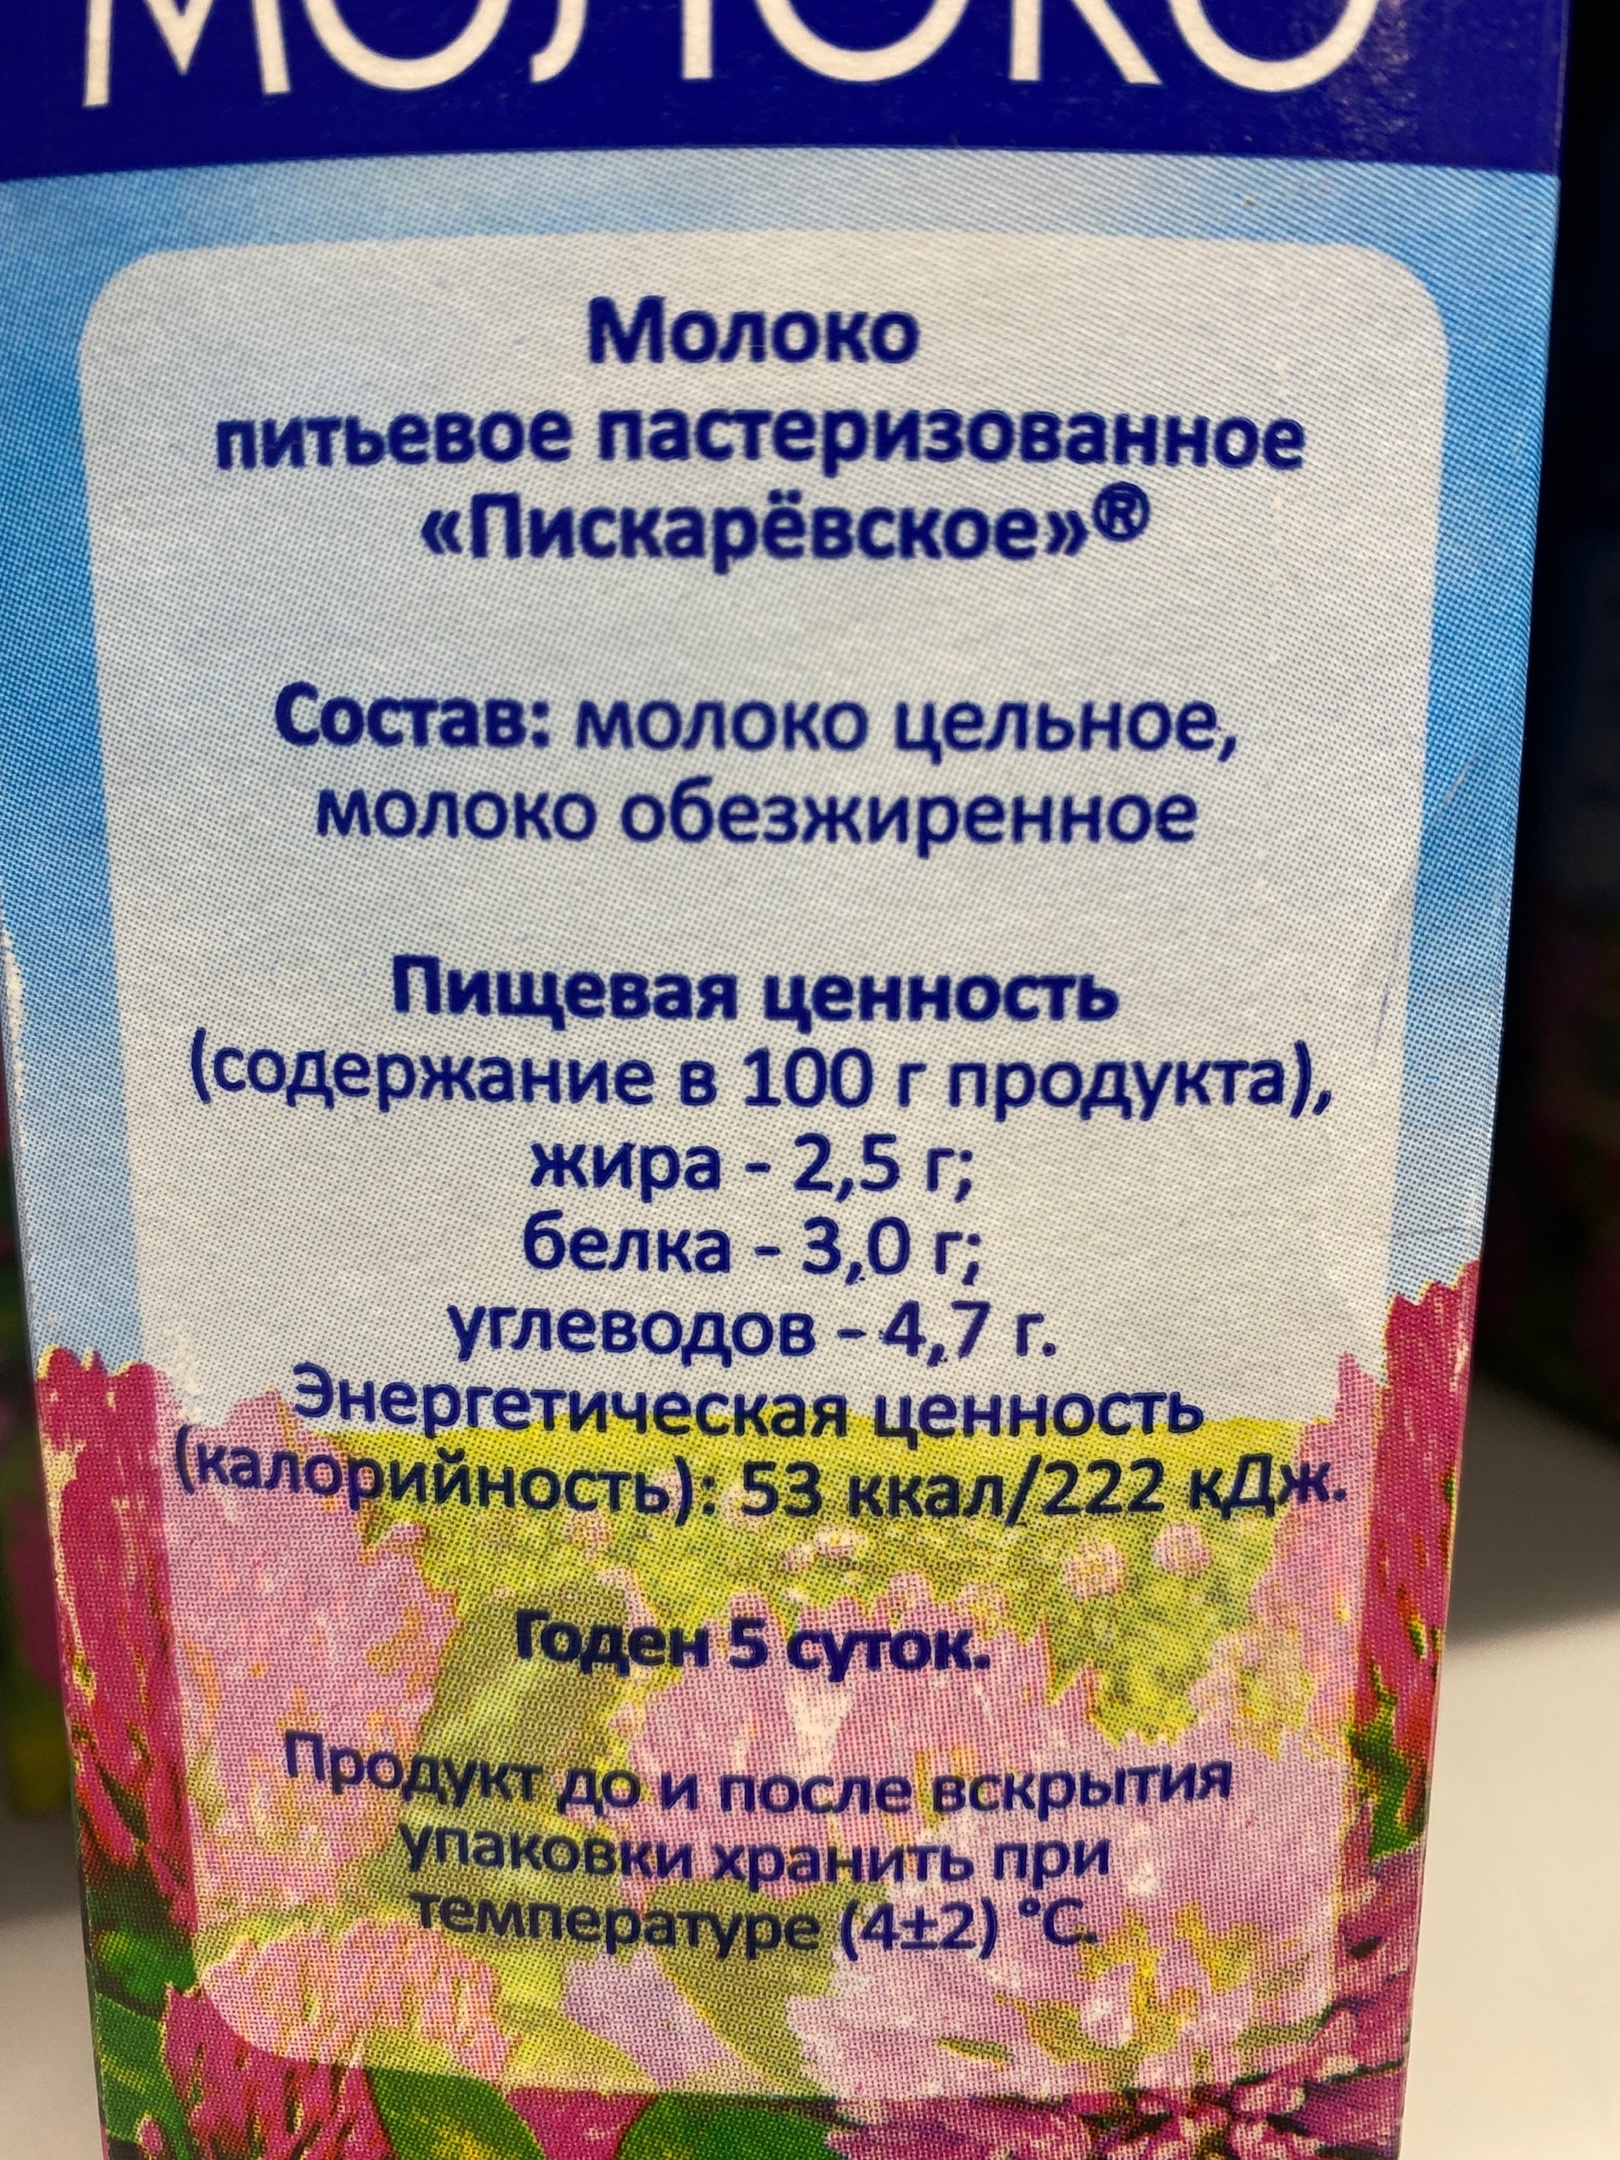 МОЛОКО
Молоко
питьевое пастеризованное
«Пискарёвское»®
Состав: молоко цельное,
молоко обезжиренное
Пищевая ценность
(содержание в 100 г продукта),
жира - 2,5 г;
белка - 3,0 г;
углеводов - 4,7 г.
Энергетическая ценность
(калорийность): 53 ккал/222 кДж.
Годен 5 суток.
Продукт до и после вскрытия
упаковки хранить при
температуре (4±2) °С.